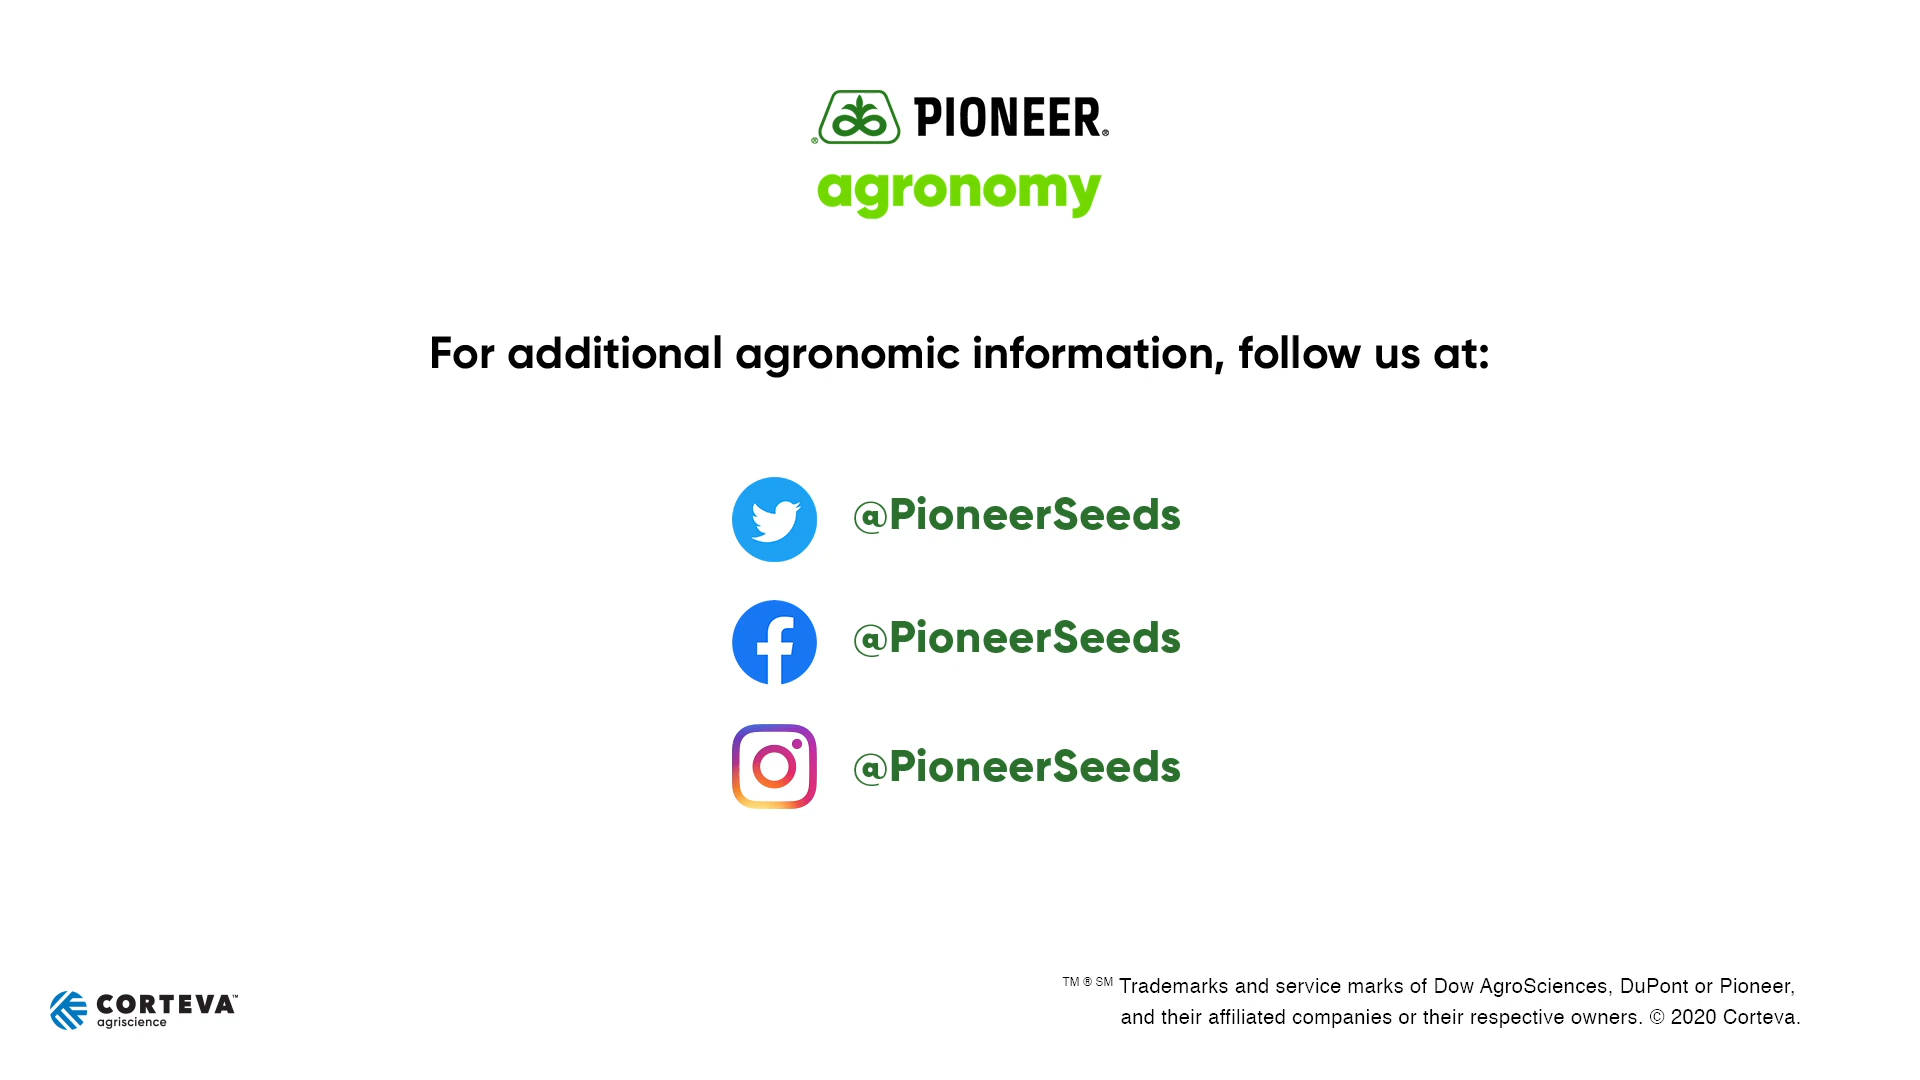 PIONEER®
agronomy
For additional agronomic information, follow us at:
@PioneerSeeds
@PioneerSeeds
@PioneerSeeds
CORTEVA™
agriscience
TM ® SM Trademarks and service marks of Dow AgroSciences, DuPont or Pioneer,
and their affiliated companies or their respective owners. © 2020 Corteva.